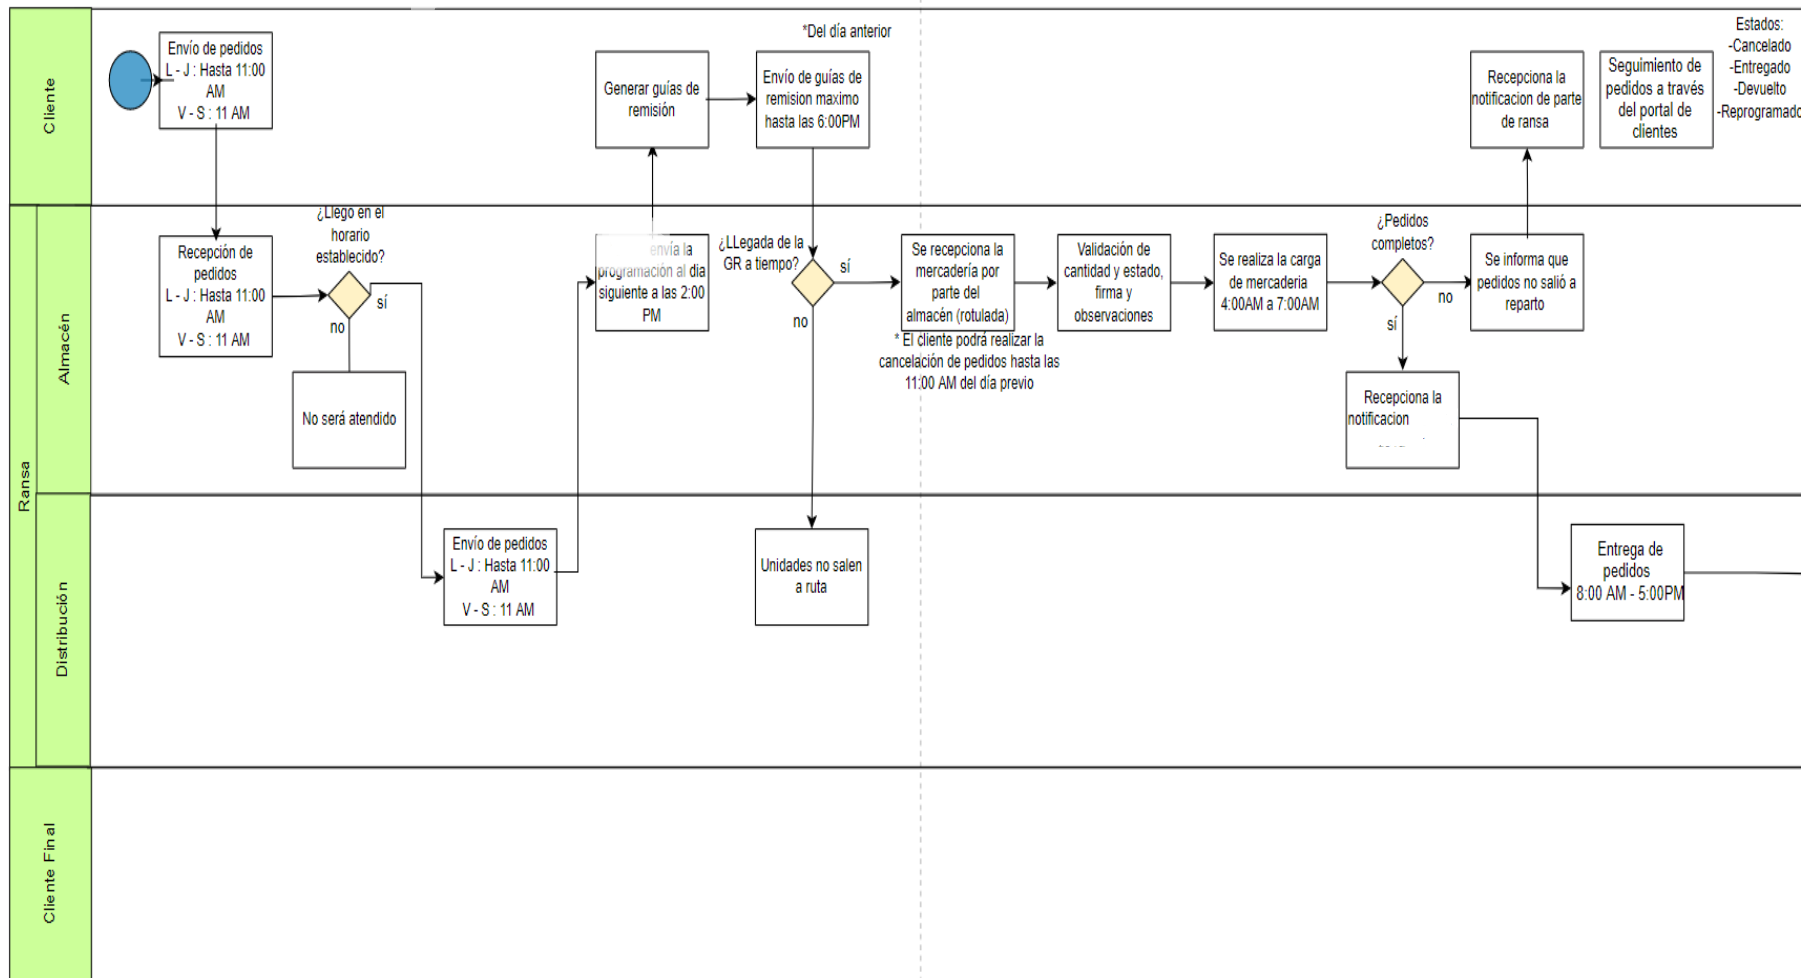 Cliente
Envío de pedidos
L - J : Hasta 11:00
AM
V - S : 11 AM
Generar guías de
remisión
*Del día anterior
Envío de guías de
remision maximo
hasta las 6:00PM
Recepciona la
notificacion de parte
de ransa
Seguimiento de
pedidos a través
del portal de
clientes
Estados:
-Cancelado
-Entregado
-Devuelto
-Reprogramado
Ransa
Almacén
Recepción de
pedidos
L - J : Hasta 11:00
AM
V - S : 11 AM
¿Llego en el
horario
establecido?
sí
no
No será atendido
envía la
programación al dia
siguiente a las 2:00
PM
¿LLegada de la
GR a tiempo?
sí
no
Se recepciona la
mercadería por
parte del
almacén (rotulada)
* El cliente podrá realizar la
cancelación de pedidos hasta las
11:00 AM del día previo
Validación de
cantidad y estado,
firma y
observaciones
Se realiza la carga
de mercaderia
4:00AM a 7:00AM
¿Pedidos
completos?
no
sí
Se informa que
pedidos no salió a
reparto
Recepciona la
notificacion
Distribución
Envío de pedidos
L - J : Hasta 11:00
AM
V - S : 11 AM
Unidades no salen
a ruta
Entrega de
pedidos
8:00 AM - 5:00PM
Cliente Final